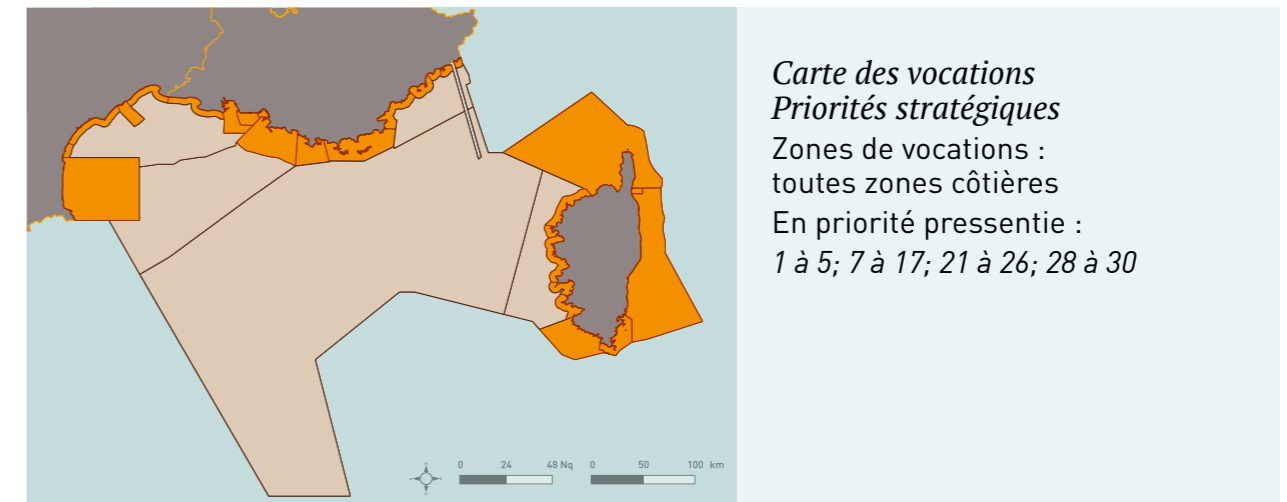 Carte des vocations
Priorités stratégiques
Zones de vocations :
toutes zones côtières
En priorité pressentie :
1 à 5; 7 à 17; 21 à 26; 28 à 30
0 24 48 Nq 0 50 100 km